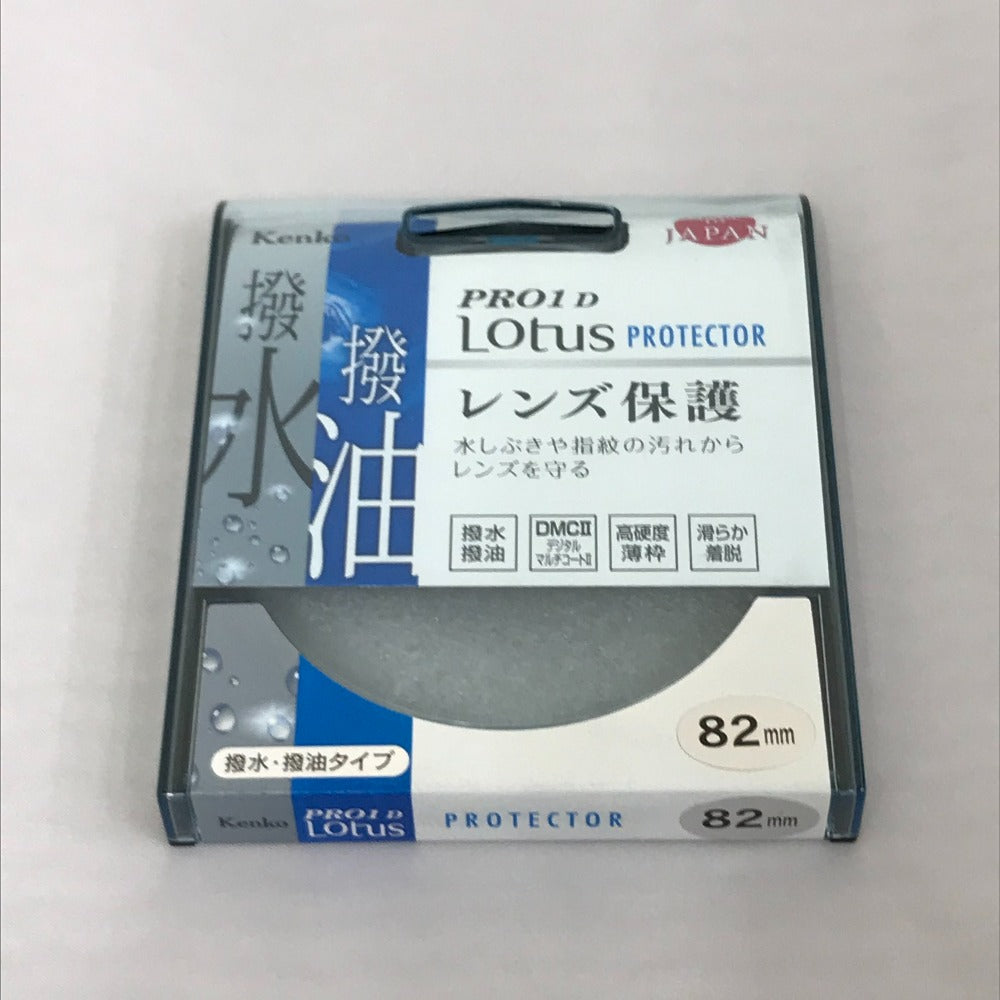 Kenko
JAPAN
撥水
撥油
PRO1 D
LOtus PROTECTOR
レンズ保護
水しぶきや指紋の汚れから
レンズを守る
撥水
撥油
DMCII
デジタル
マルチコートII
高硬度
薄枠
滑らか
着脱
82mm
撥水・撥油タイプ
Kenko
PRO1 D
LOtus
PROTECTOR
82mm